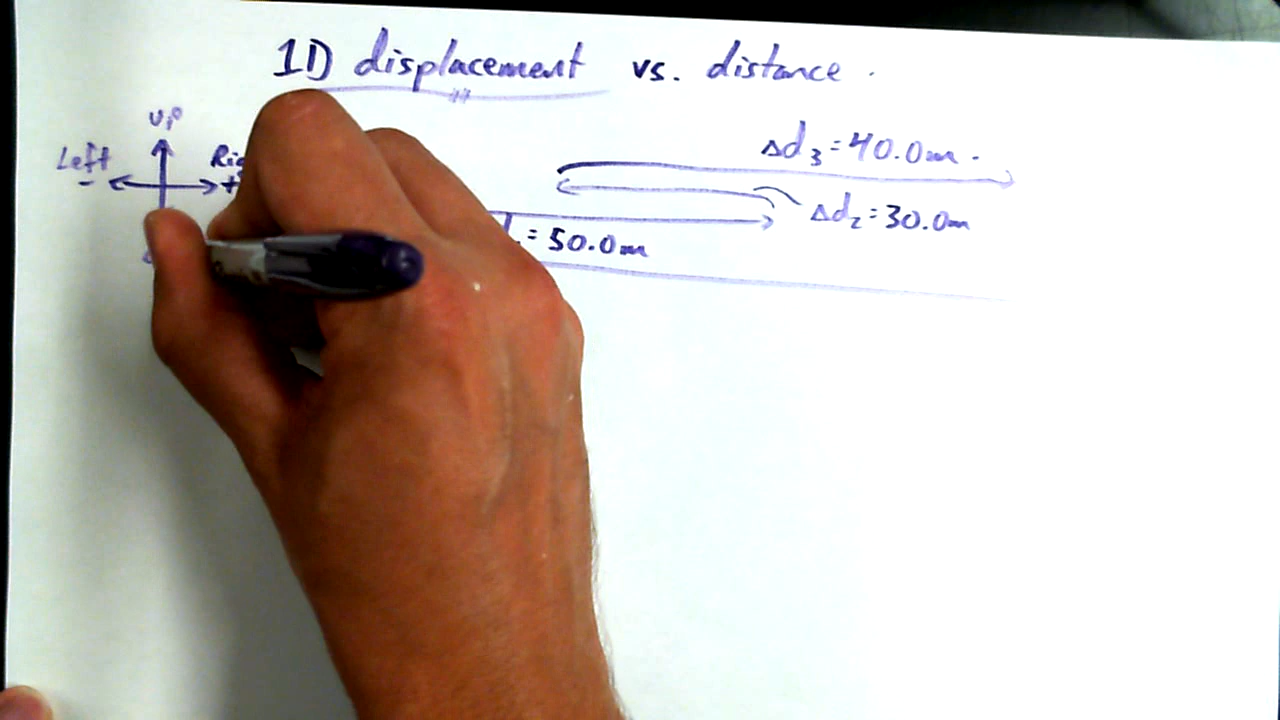 1D displacement vs. distance.
up
Left
-
+
Δd₃ = 40.0m.
Δd₂ = 30.0m
= 50.0m